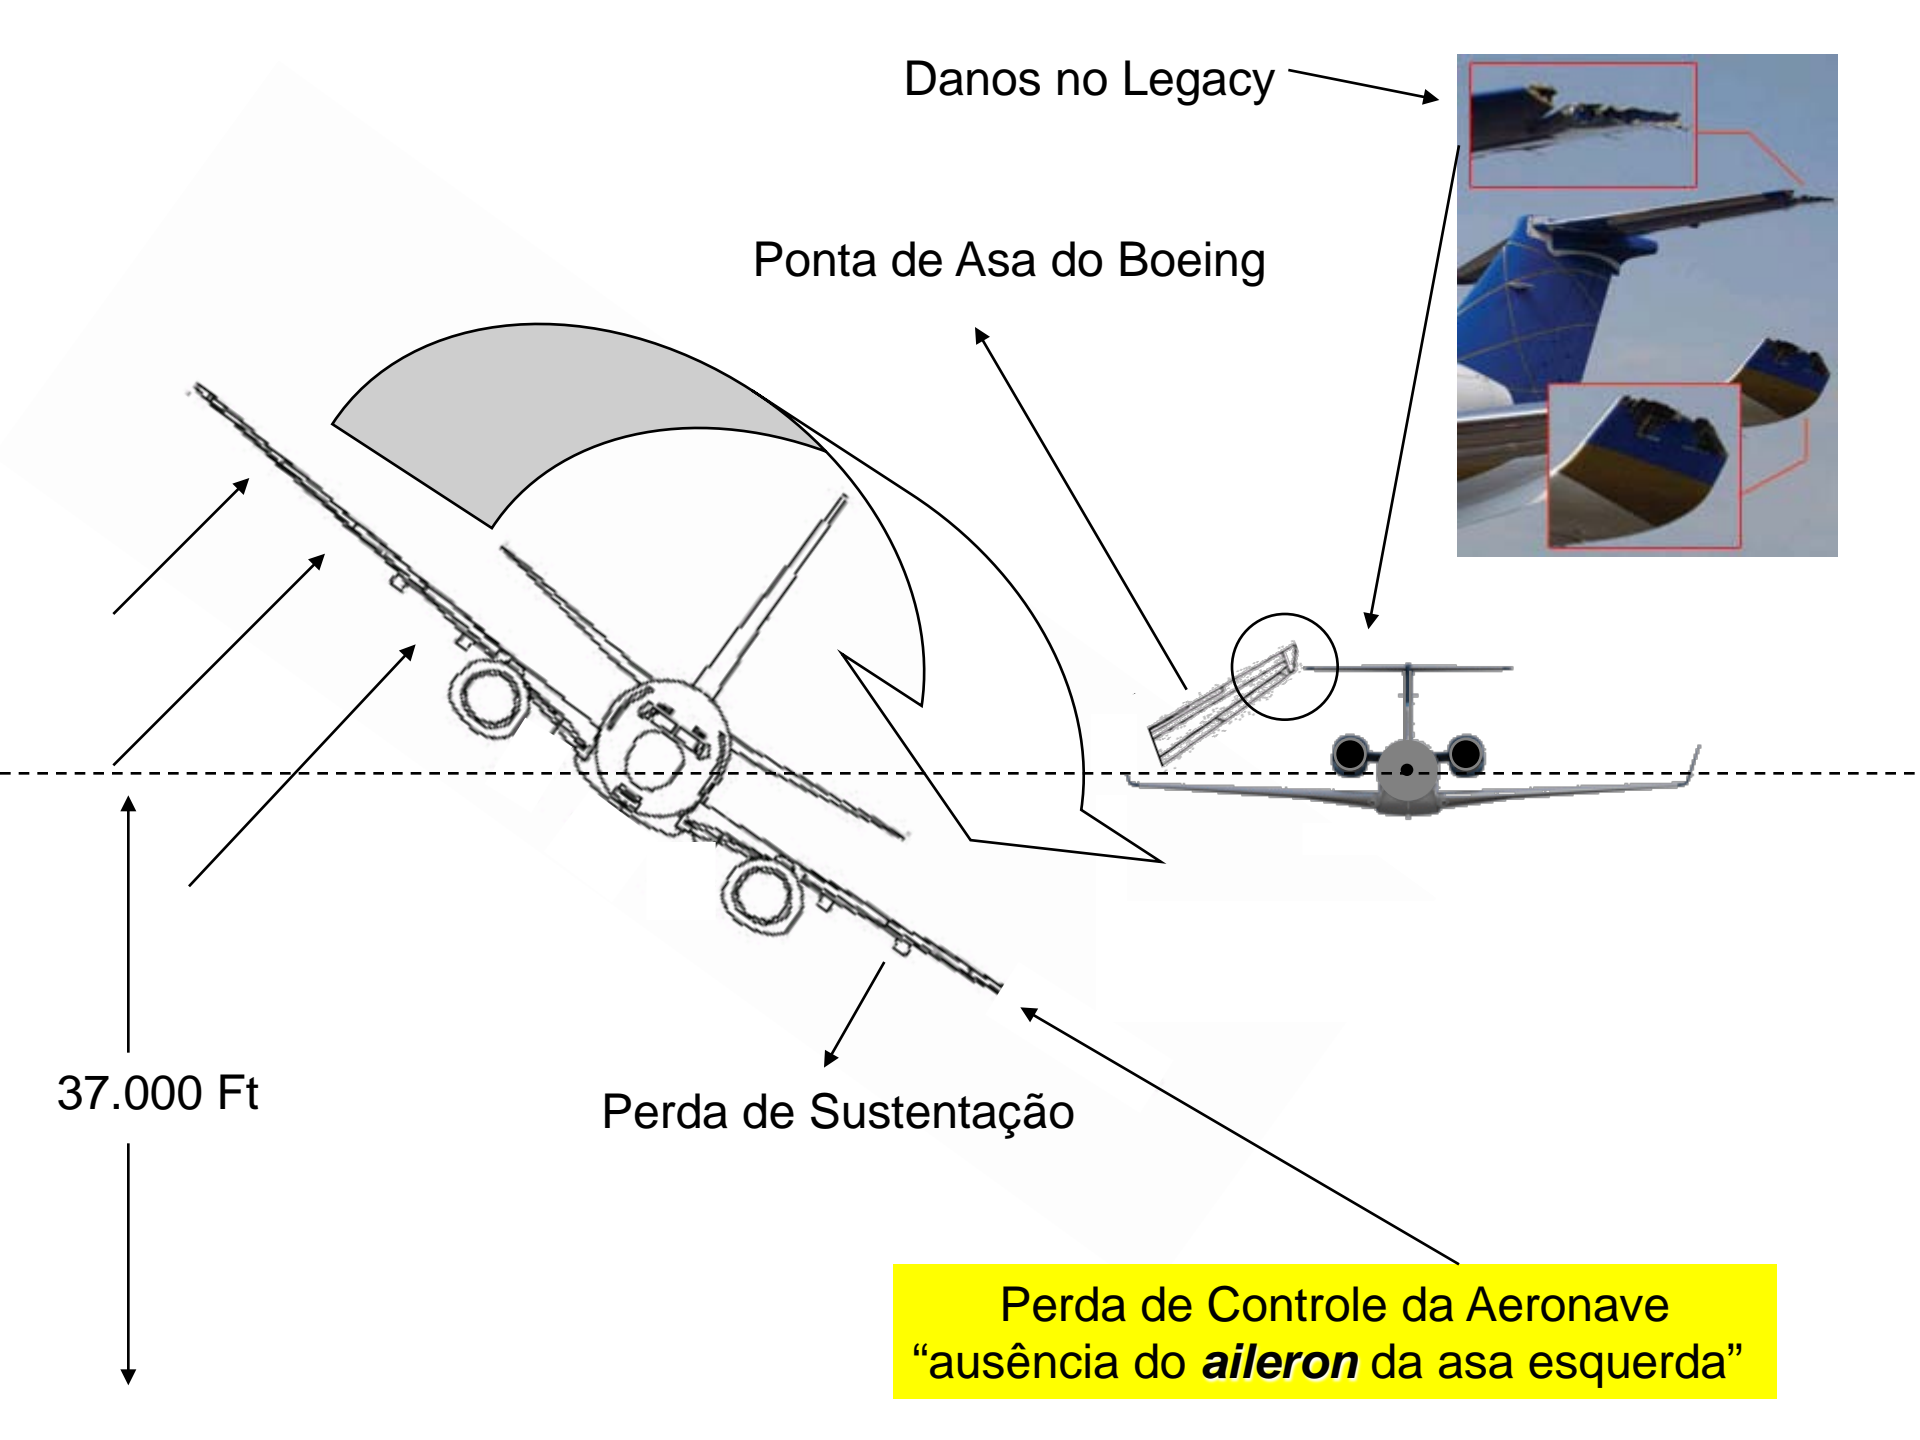 Danos no Legacy
Ponta de Asa do Boeing
37.000 Ft
Perda de Sustentação
Perda de Controle da Aeronave
“ausência do aileron da asa esquerda”